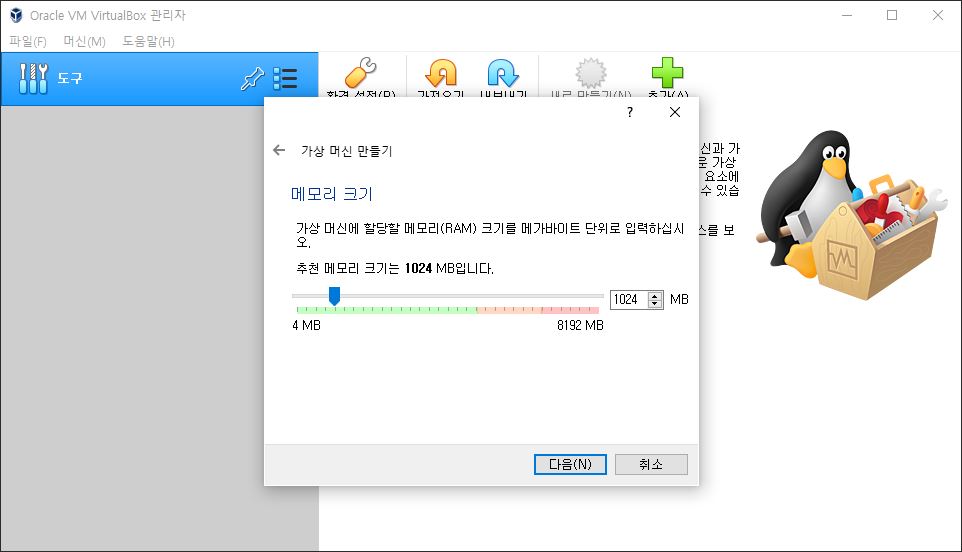 Oracle VM VirtualBox 관리자
파일(F) 머신(M) 도움말(H)
도구
환경 설정(P) 가져오기 내보내기 새로 만들기(N) 추가(A)
? 
가상 머신 만들기
신과 가
운 가상
요소에
수 있습
스를 보
메모리 크기
가상 머신에 할당할 메모리(RAM) 크기를 메가바이트 단위로 입력하십시
오.
추천 메모리 크기는 1024 MB입니다.
1024 MB
4 MB 8192 MB
다음(N) 취소